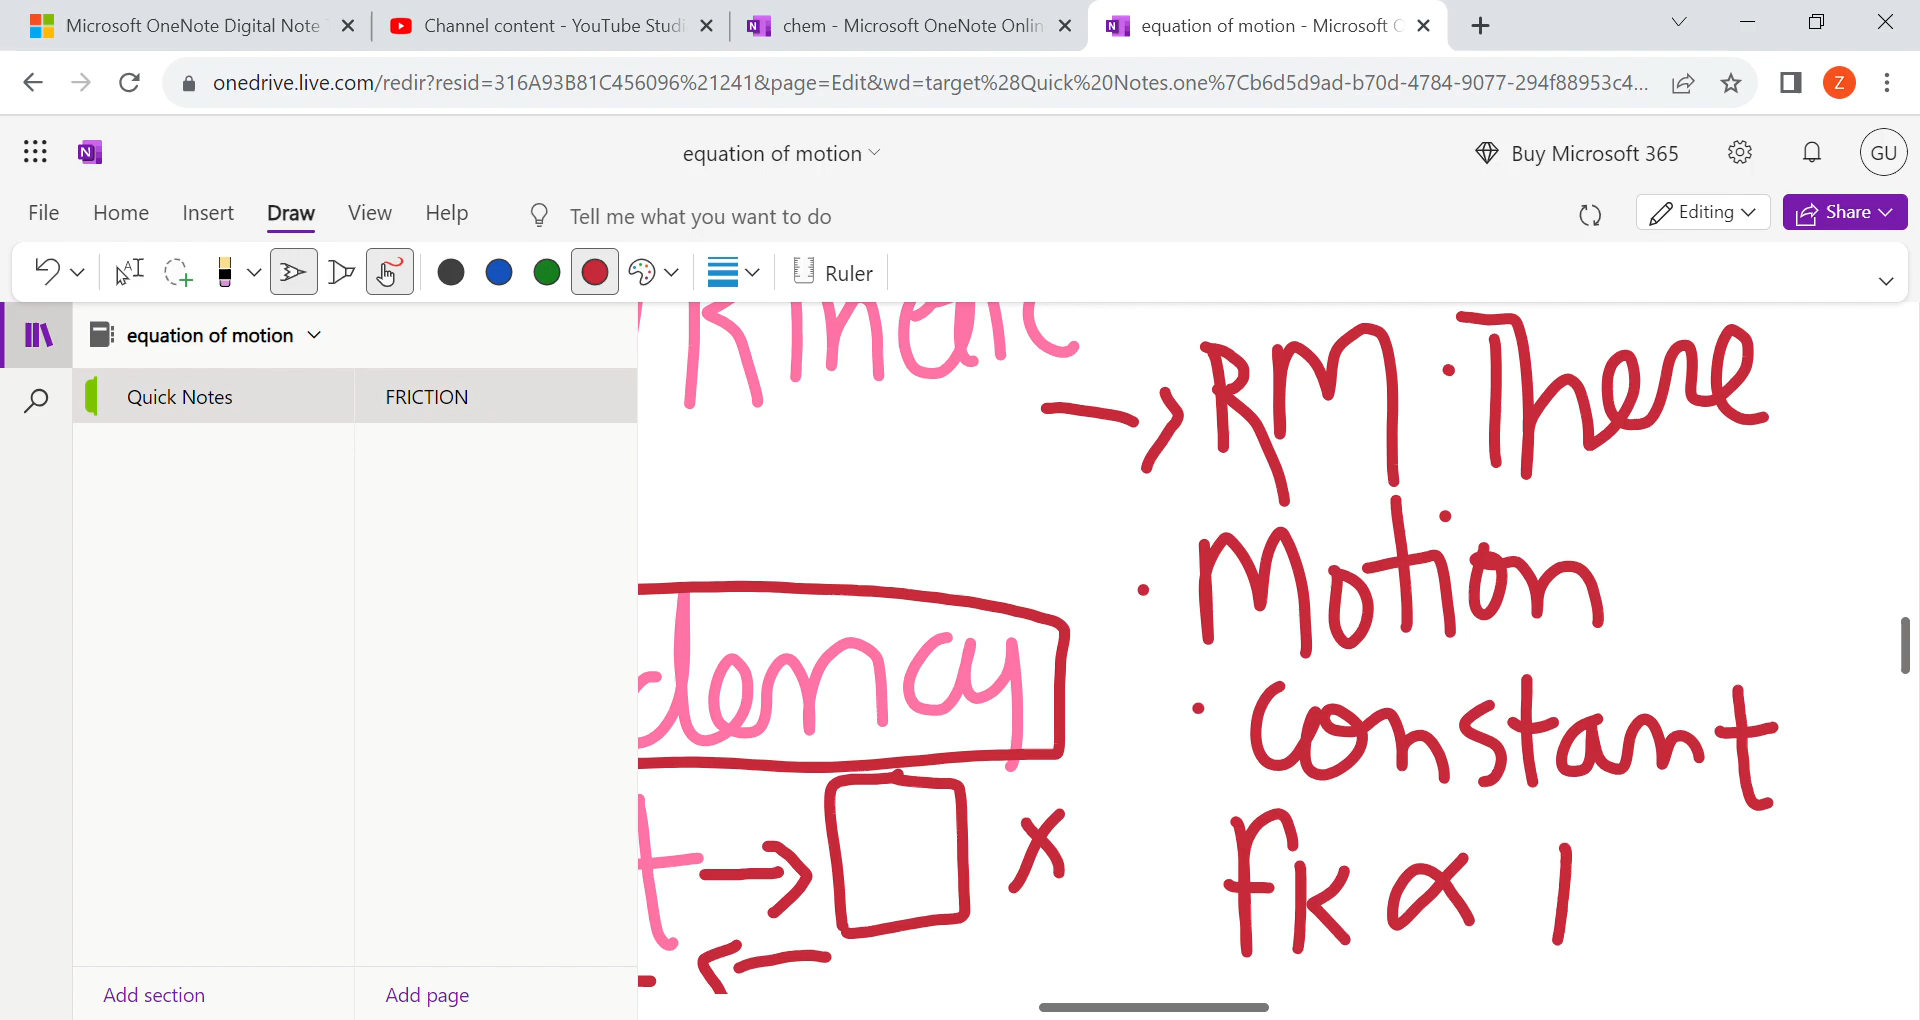 Microsoft OneNote Digital Note T
Channel content - YouTube Studi
chem - Microsoft OneNote Onlin
equation of motion - Microsoft O
onedrive.live.com/redir?resid=316A93B81C456096%21241&page=Edit&wd=target%28Quick%20Notes.one%7Cb6d5d9ad-b70d-4784-9077-294f88953c4...
Z
N
equation of motion
Buy Microsoft 365
GU
File Home Insert Draw View Help Tell me what you want to do
Editing
Share
Ruler
equation of motion
Quick Notes
FRICTION
Add section
Add page
Kinetic
→ RM · There
· Motion
dency
· constant
t → x
fk ∝ 1